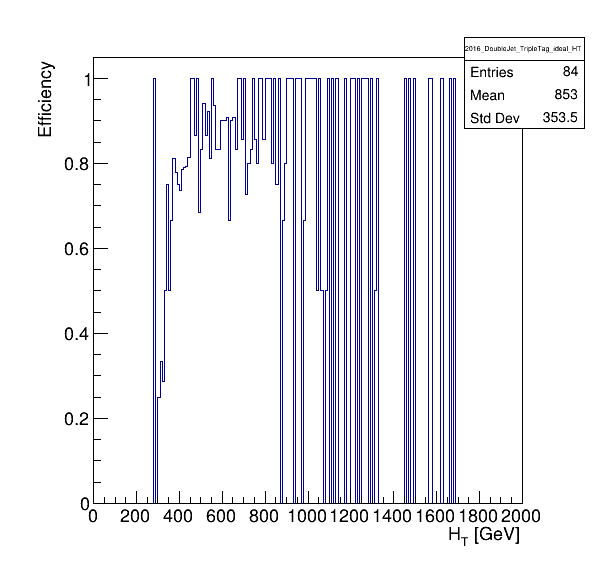 2016_DoubleJet_TripleTag_ideal_HT
Entries 84
Mean 853
Std Dev 353.5
Efficiency
1
0.8
0.6
0.4
0.2
0
0 200 400 600 800 1000 1200 1400 1600 1800 2000
H_T [GeV]